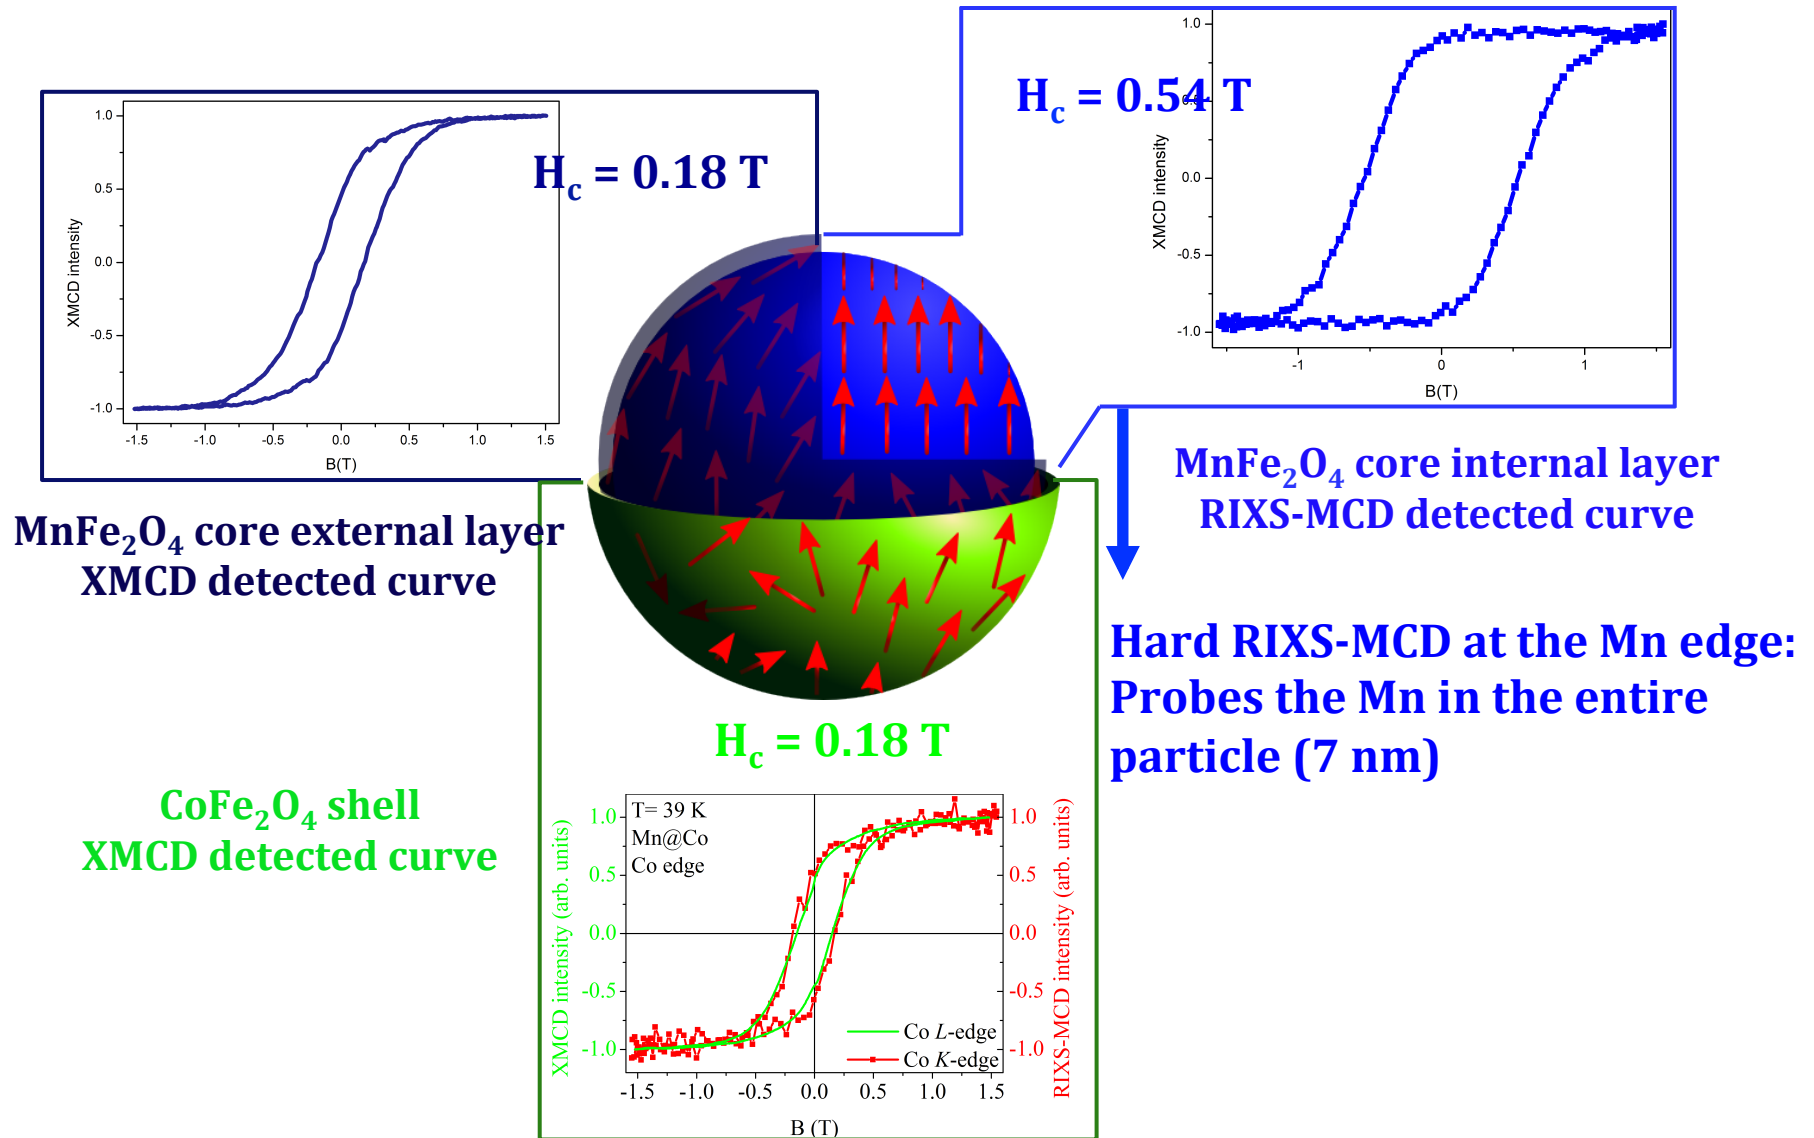 1.0
0.5
0.0
-0.5
-1.0
XMCD intensity
-1.5 -1.0 -0.5 0.0 0.5 1.0 1.5
B(T)
H_c = 0.18 T
MnFe₂O₄ core external layer
XMCD detected curve
H_c = 0.54 T
1.0
0.5
0.0
-0.5
-1.0
XMCD intensity
-1 0 1
B(T)
MnFe₂O₄ core internal layer
RIXS-MCD detected curve
Hard RIXS-MCD at the Mn edge:
Probes the Mn in the entire
particle (7 nm)
H_c = 0.18 T
CoFe₂O₄ shell
XMCD detected curve
T= 39 K
Mn@Co
Co edge
1.0
0.5
0.0
-0.5
-1.0
XMCD intensity (arb. units)
1.0
0.5
0.0
-0.5
-1.0
RIXS-MCD intensity (arb. units)
Co L-edge
Co K-edge
-1.5 -1.0 -0.5 0.0 0.5 1.0 1.5
B (T)